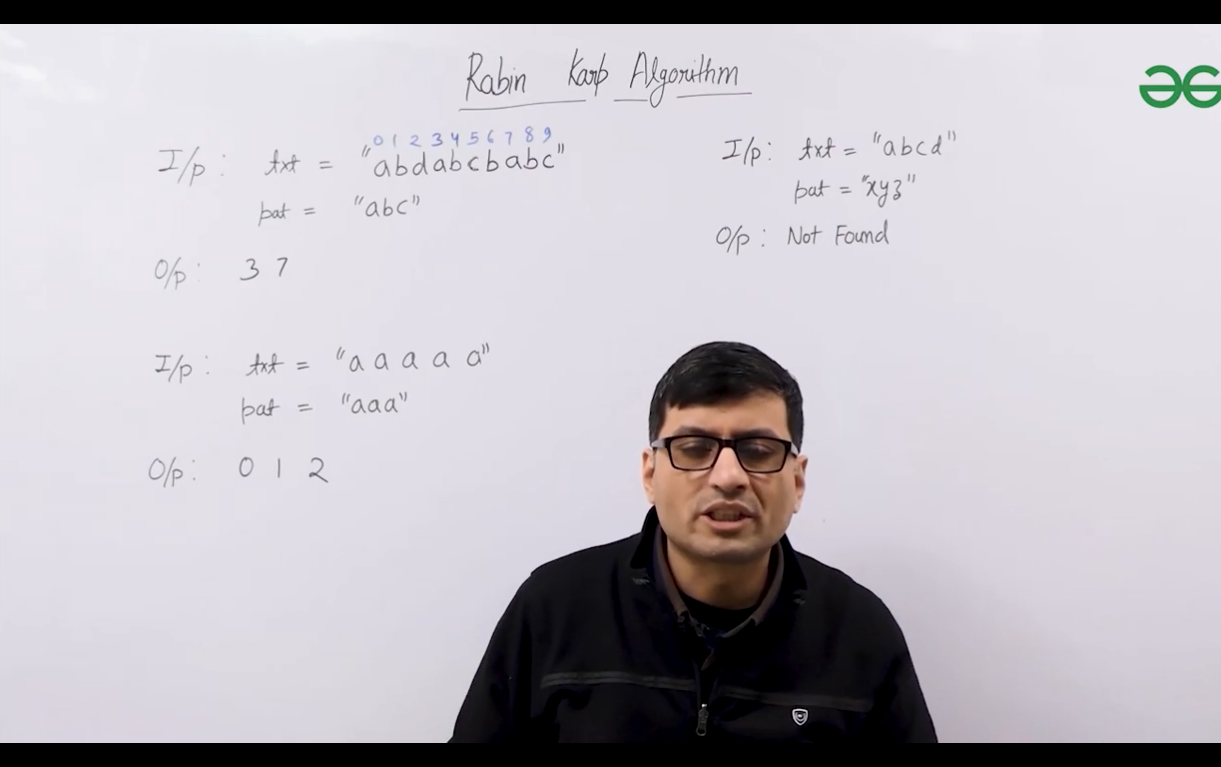 Rabin Karp Algorithm
0 1 2 3 4 5 6 7 8 9
I/p: txt = "abdabcbabc"
pat = "abc"
O/p: 3 7
I/p: txt = "a a a a a"
pat = "aaa"
O/p: 0 1 2
I/p: txt = "abcd"
pat = "xyz"
O/p: Not Found